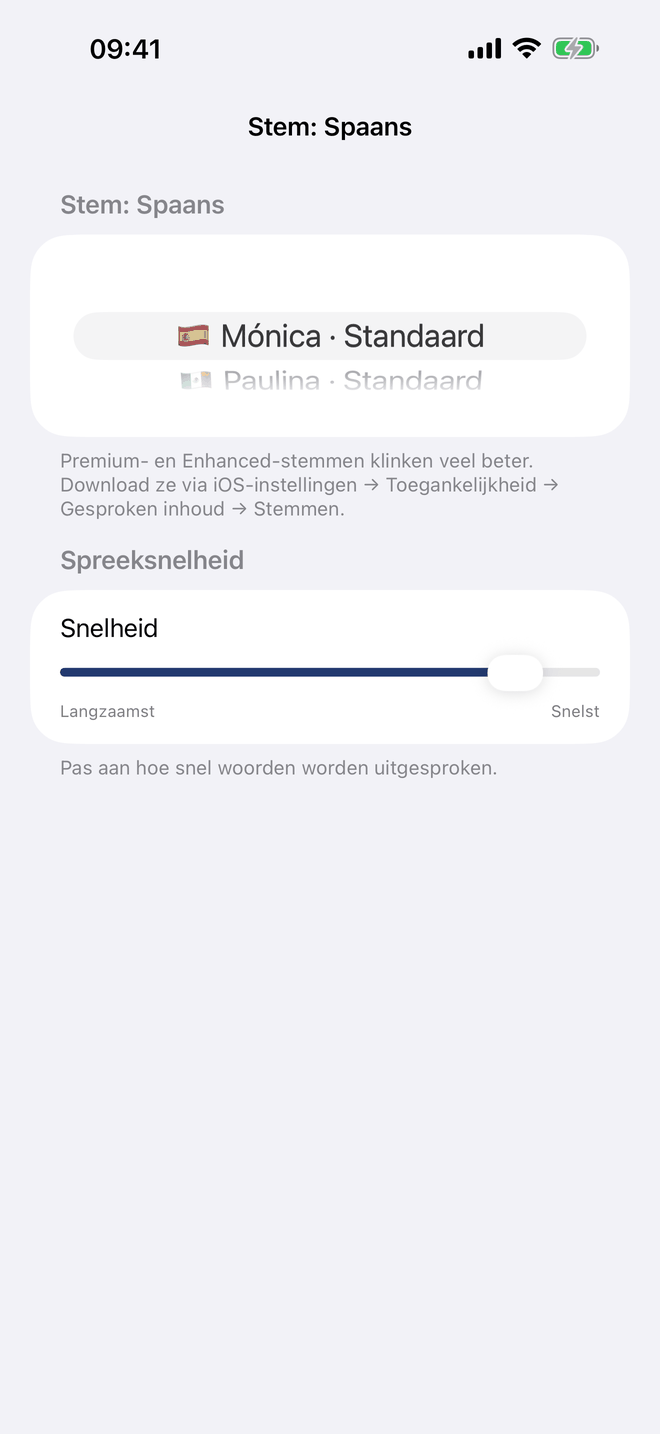 09:41
Stem: Spaans
Stem: Spaans
Mónica · Standaard
Paulina · Standaard
Premium- en Enhanced-stemmen klinken veel beter.
Download ze via iOS-instellingen → Toegankelijkheid →
Gesproken inhoud → Stemmen.
Spreeksnelheid
Snelheid
Langzaamst
Snelst
Pas aan hoe snel woorden worden uitgesproken.